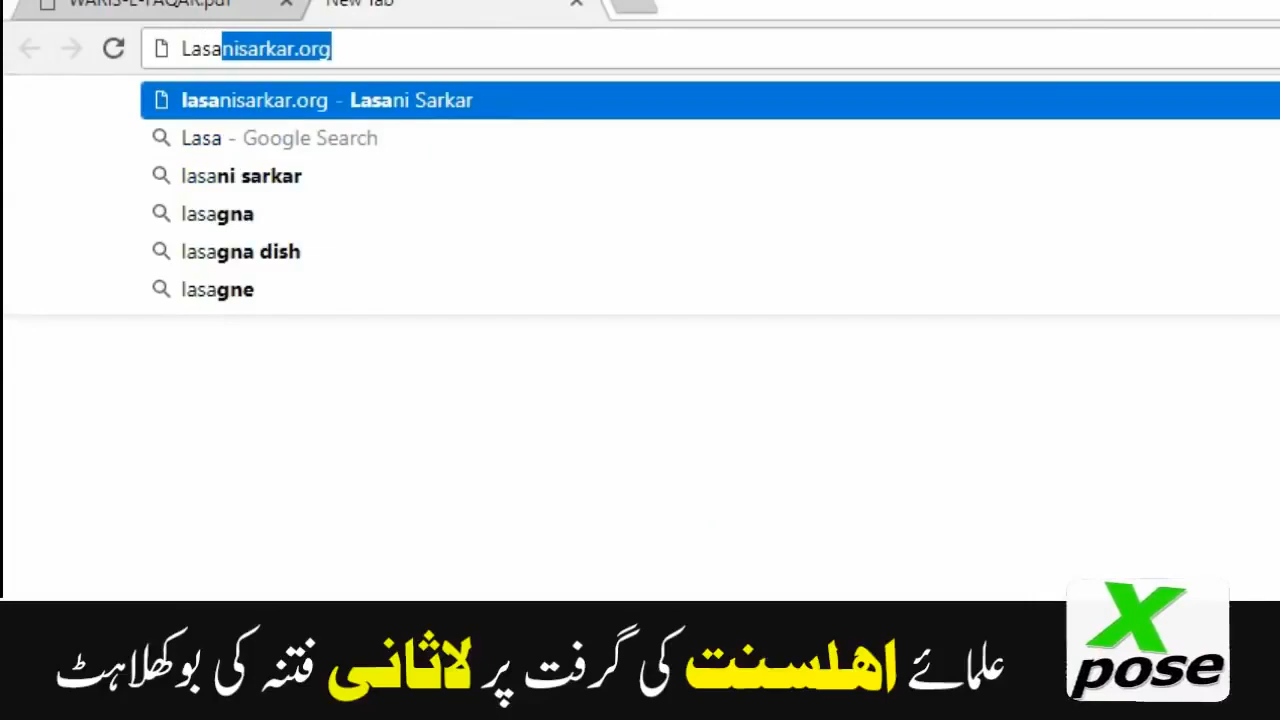 WARIS-E-FAQAR.pdf
New Tab
Lasanisarkar.org
lasanisarkar.org - Lasani Sarkar
Lasa - Google Search
lasani sarkar
lasagna
lasagna dish
lasagne
علمائے اہلسنت کی گرفت پر لاثانی فتنہ کی بوکھلاہٹ
X
pose